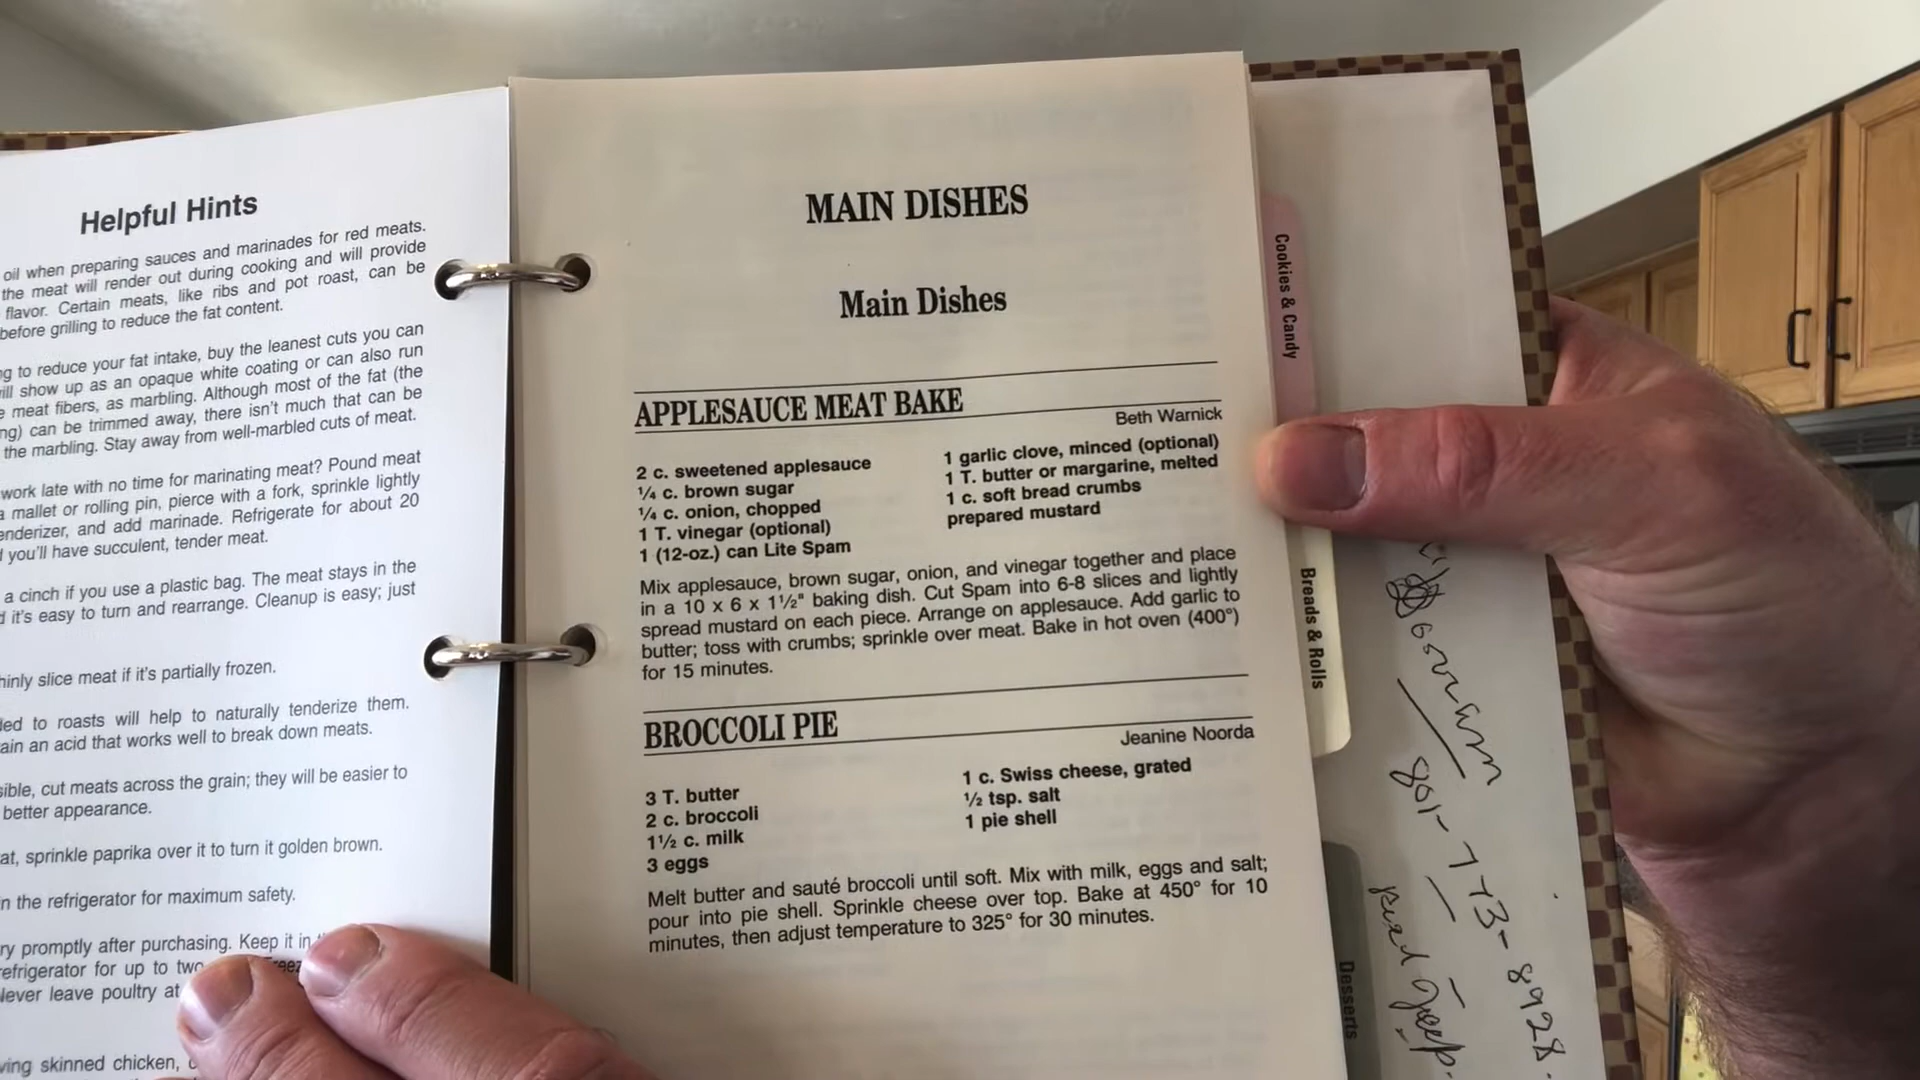 Helpful Hints
oil when preparing sauces and marinades for red meats.
the meat will render out during cooking and will provide
flavor. Certain meats, like ribs and pot roast, can be
before grilling to reduce the fat content.
to reduce your fat intake, buy the leanest cuts you can
show up as an opaque white coating or can also run
meat fibers, as marbling. Although most of the fat (the
can be trimmed away, there isn't much that can be
the marbling. Stay away from well-marbled cuts of meat.
work late with no time for marinating meat? Pound meat
mallet or rolling pin, pierce with a fork, sprinkle lightly
and add marinade. Refrigerate for about 20
you'll have succulent, tender meat.
a cinch if you use a plastic bag. The meat stays in the
it's easy to turn and rearrange. Cleanup is easy; just
slice meat if it's partially frozen.
to roasts will help to naturally tenderize them.
an acid that works well to break down meats.
cut meats across the grain; they will be easier to
better appearance.
sprinkle paprika over it to turn it golden brown.
the refrigerator for maximum safety.
promptly after purchasing. Keep it in
refrigerator for up to
leave poultry at
skinned chicken,
MAIN DISHES
Main Dishes
APPLESAUCE MEAT BAKE
Beth Warnick
2 c. sweetened applesauce
¼ c. brown sugar
¼ c. onion, chopped
1 T. vinegar (optional)
1 (12-oz.) can Lite Spam
1 garlic clove, minced (optional)
1 T. butter or margarine, melted
1 c. soft bread crumbs
prepared mustard
Mix applesauce, brown sugar, onion, and vinegar together and place
in a 10 x 6 x 1½" baking dish. Cut Spam into 6-8 slices and lightly
spread mustard on each piece. Arrange on applesauce. Add garlic to
butter; toss with crumbs; sprinkle over meat. Bake in hot oven (400°)
for 15 minutes.
BROCCOLI PIE
Jeanine Noorda
3 T. butter
2 c. broccoli
1½ c. milk
3 eggs
1 c. Swiss cheese, grated
½ tsp. salt
1 pie shell
Melt butter and sauté broccoli until soft. Mix with milk, eggs and salt;
pour into pie shell. Sprinkle cheese over top. Bake at 450° for 10
minutes, then adjust temperature to 325° for 30 minutes.
Cookies & Candy
Breads & Rolls
Desserts
801-773-8928